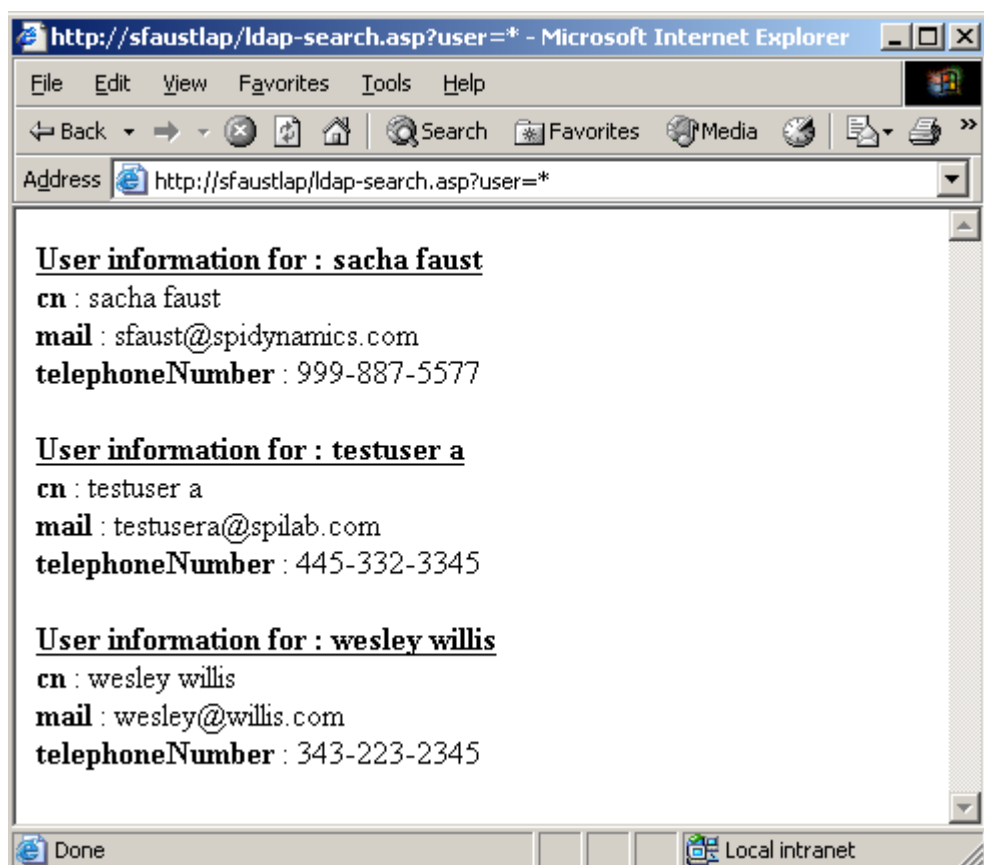 http://sfaustlap/ldap-search.asp?user=* - Microsoft Internet Explorer
File Edit View Favorites Tools Help
Back Search Favorites Media »
Address http://sfaustlap/ldap-search.asp?user=*
User information for : sacha faust
cn : sacha faust
mail : sfaust@spidynamics.com
telephoneNumber : 999-887-5577
User information for : testuser a
cn : testuser a
mail : testusera@spilab.com
telephoneNumber : 445-332-3345
User information for : wesley willis
cn : wesley willis
mail : wesley@willis.com
telephoneNumber : 343-223-2345
Done Local intranet